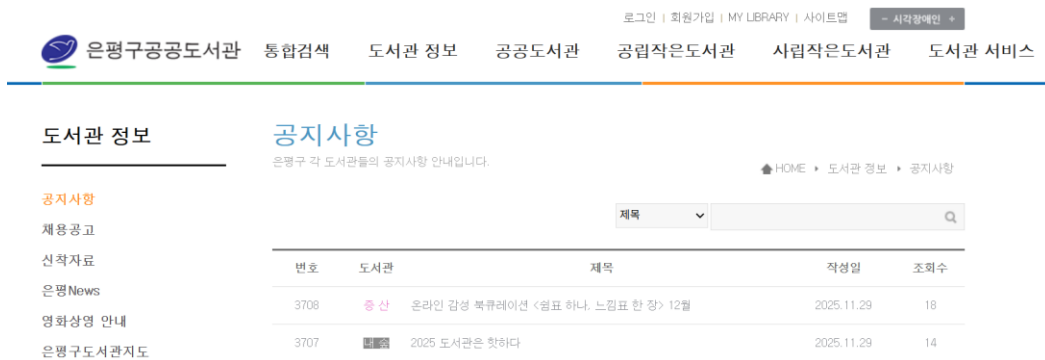 로그인 | 회원가입 | MY LIBRARY | 사이트맵
- 시각장애인 +
은평구공공도서관
통합검색 도서관 정보 공공도서관 공립작은도서관 사립작은도서관 도서관 서비스
도서관 정보
공지사항
채용공고
신착자료
은평News
영화상영 안내
은평구도서관지도
공지사항
은평구 각 도서관들의 공지사항 안내입니다.
HOME 도서관 정보 공지사항
제목
번호 도서관 제목 작성일 조회수
3708 증 산 온라인 감성 북큐레이션 <쉼표 하나, 느낌표 한 장> 12월 2025.11.29 18
3707 내 숲 2025 도서관은 핫하다 2025.11.29 14